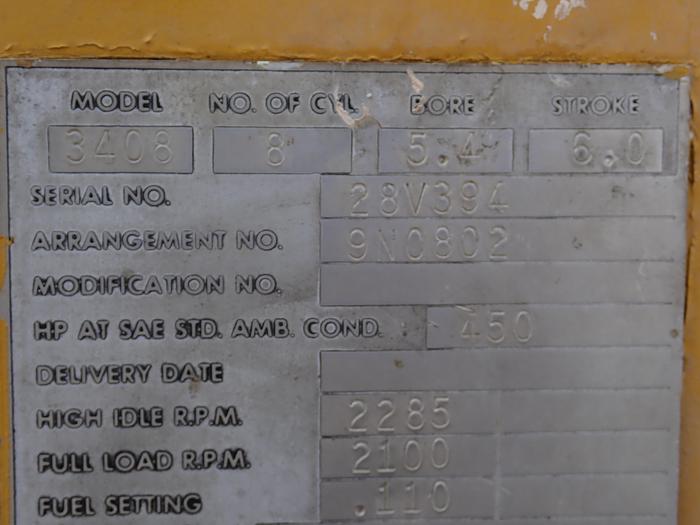 MODEL NO. OF CYL. BORE STROKE
3408 8 5.4 6.0
SERIAL NO. 28V394
ARRANGEMENT NO. 9N0802
MODIFICATION NO.
HP AT SAE STD. AMB. COND. 450
DELIVERY DATE
HIGH IDLE R.P.M. 2285
FULL LOAD R.P.M. 2100
FUEL SETTING .110